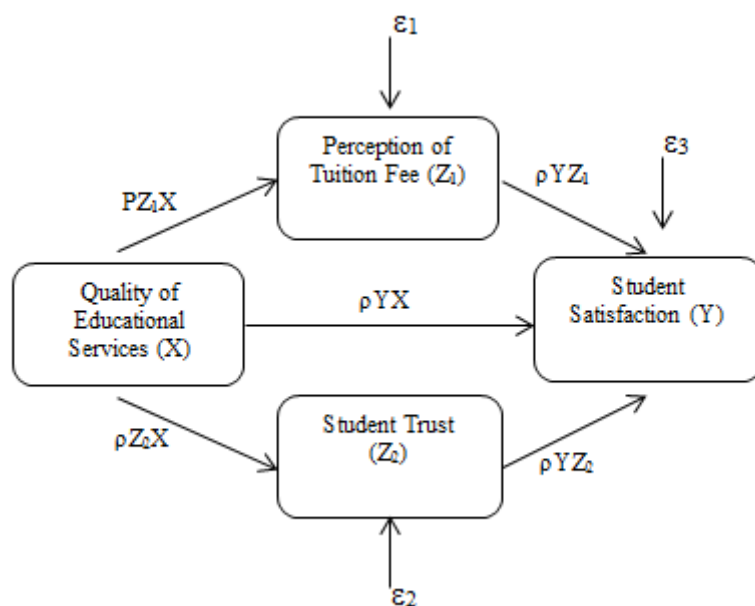 ε1
Perception of
Tuition Fee (Z₁)
ε3
PZ₁X
ρYZ₁
Quality of
Educational
Services (X)
ρYX
Student
Satisfaction (Y)
ρZ₂X
Student Trust
(Z₂)
ρYZ₂
ε2